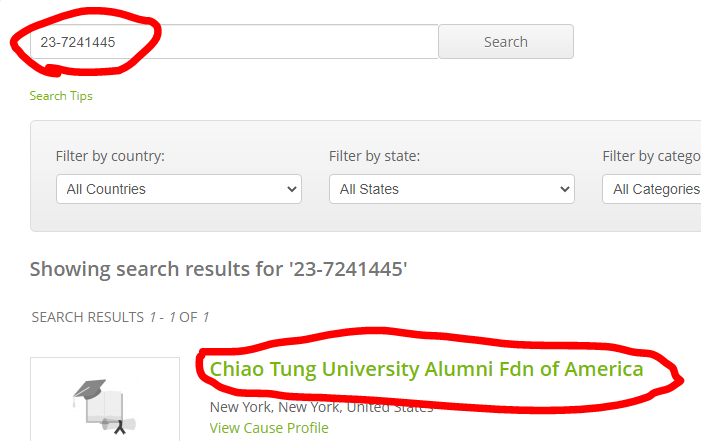 23-7241445
Search
Search Tips
Filter by country:
Filter by state:
Filter by catego
All Countries
All States
All Categories
Showing search results for '23-7241445'
SEARCH RESULTS 1 - 1 OF 1
Chiao Tung University Alumni Fdn of America
New York, New York, United States
View Cause Profile